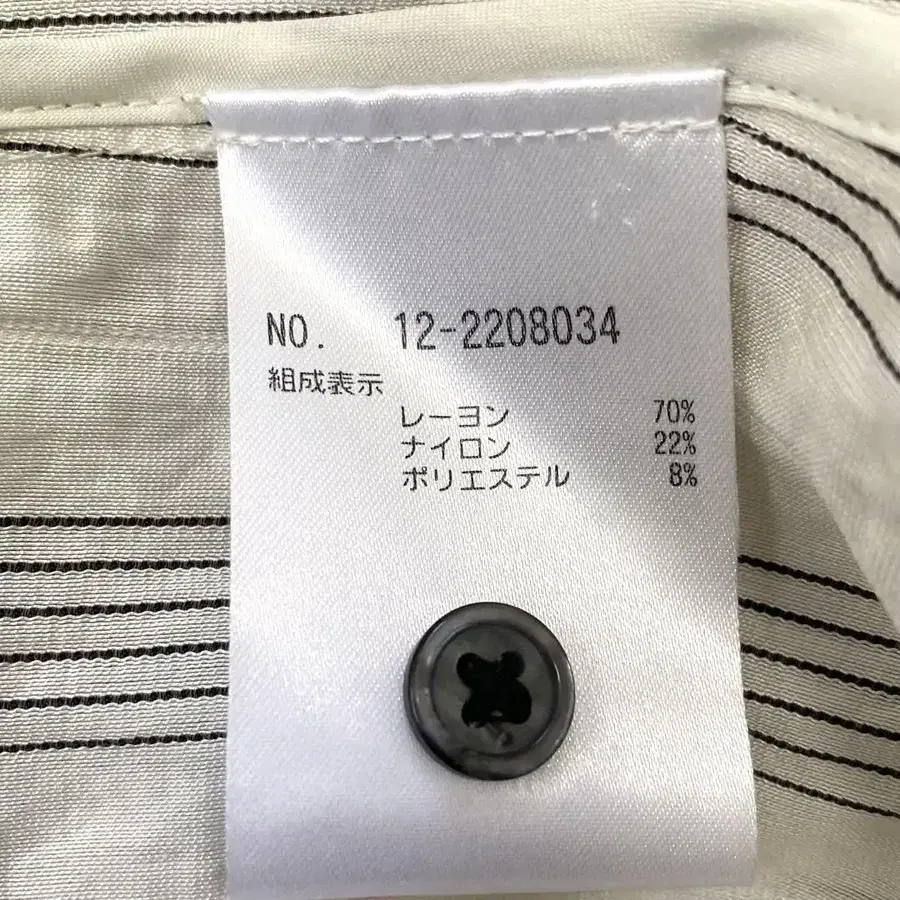 NO. 12-2208034
組成表示
レーヨン 70%
ナイロン 22%
ポリエステル 8%